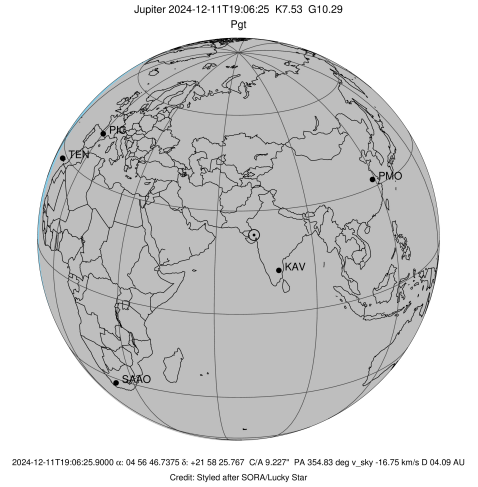 Jupiter 2024-12-11T19:06:25 K7.53 G10.29
Pgt
PIC
TEN
PMO
KAV
SAAO
2024-12-11T19:06:25.9000 α: 04 56 46.7375 δ: +21 58 25.767 C/A 9.227" PA 354.83 deg v_sky -16.75 km/s D 04.09 AU
Credit: Styled after SORA/Lucky Star